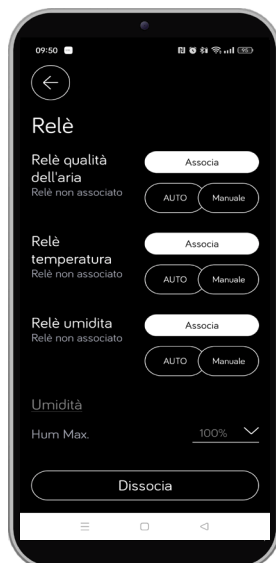 09:50
95
Relè
Relè qualità
dell'aria
Relè non associato
Associa
AUTO
Manuale
Relè
temperatura
Relè non associato
Associa
AUTO
Manuale
Relè umidita
Relè non associato
Associa
AUTO
Manuale
Umidità
Hum Max.
100%
Dissocia